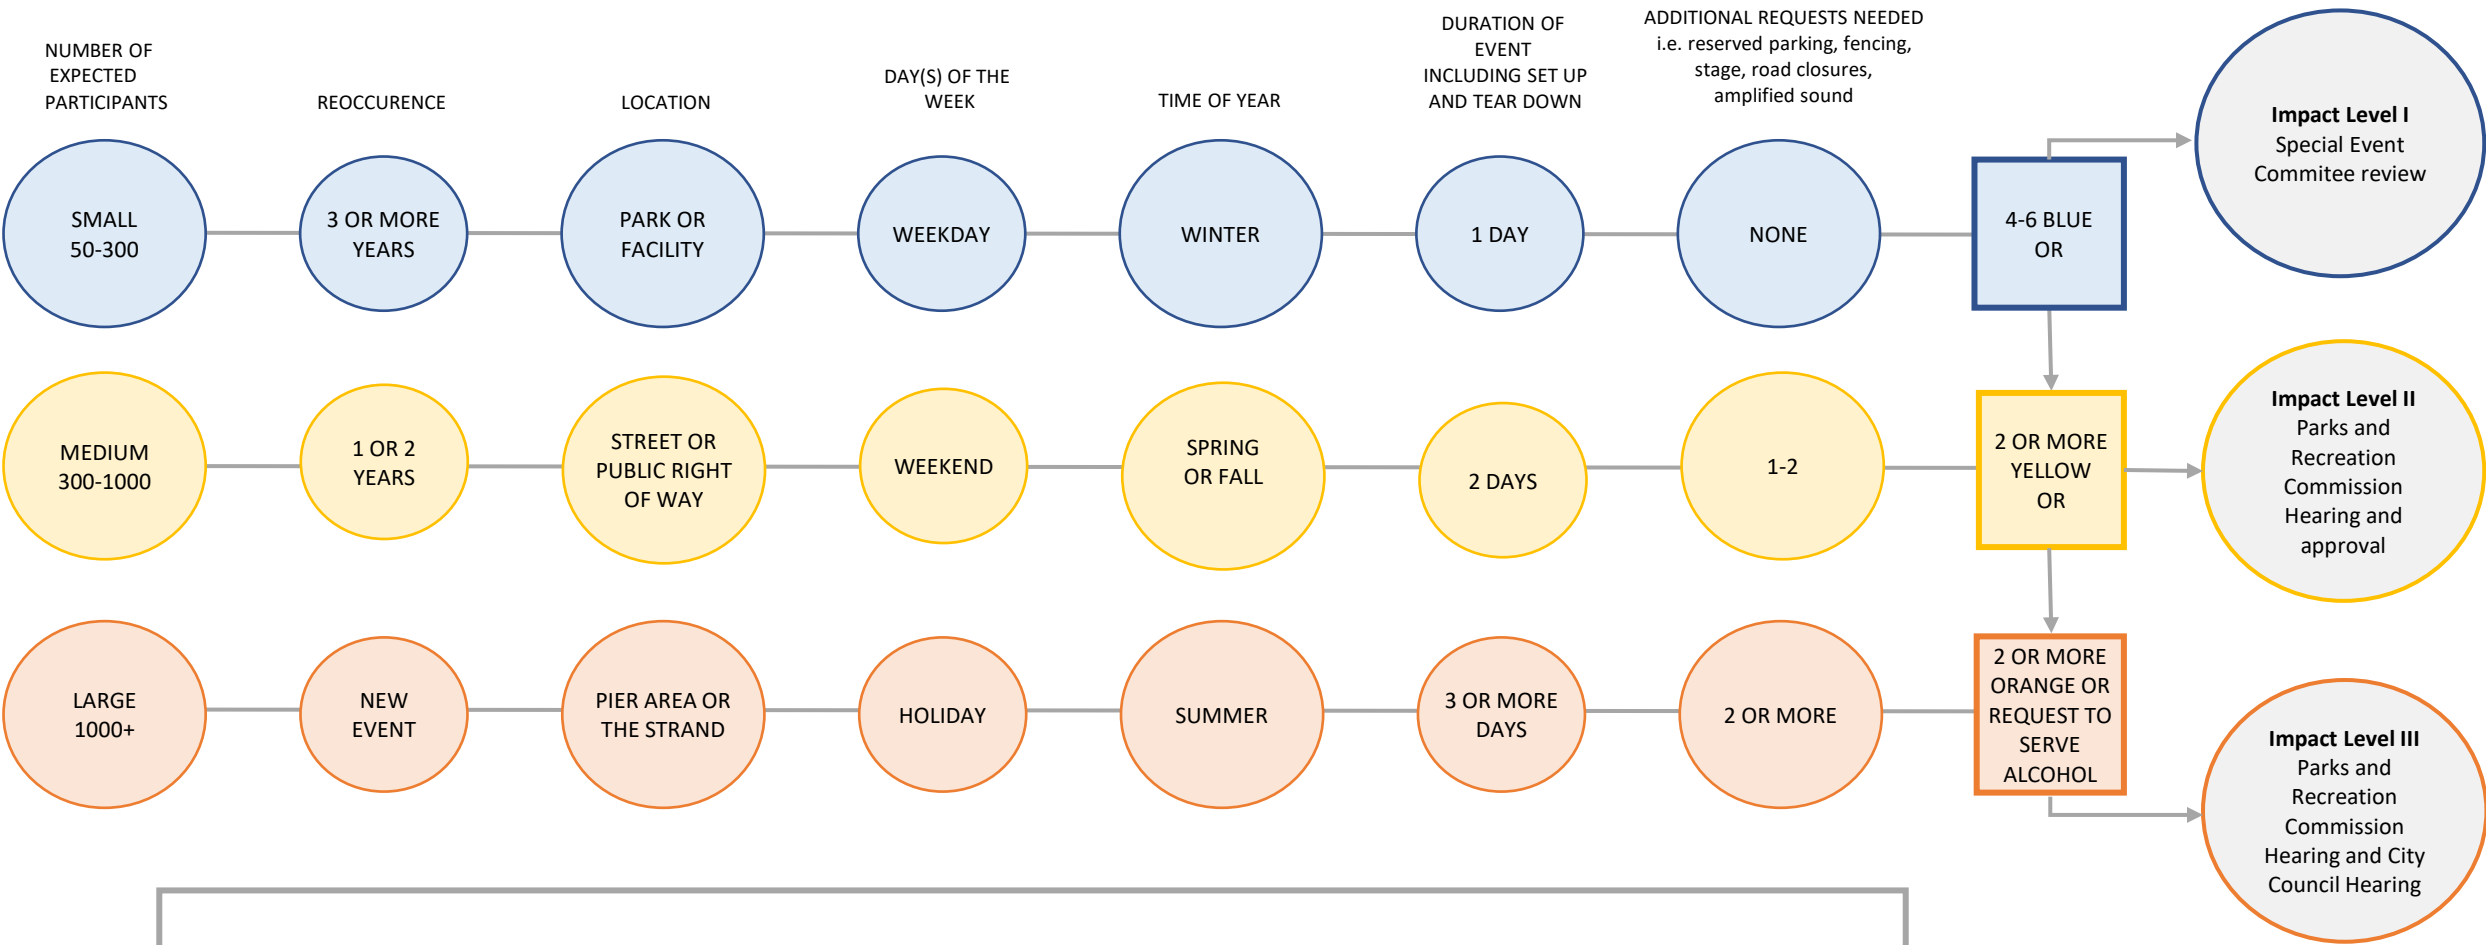 NUMBER OF
EXPECTED
PARTICIPANTS
REOCCURENCE
LOCATION
DAY(S) OF THE
WEEK
TIME OF YEAR
DURATION OF
EVENT
INCLUDING SET UP
AND TEAR DOWN
ADDITIONAL REQUESTS NEEDED
i.e. reserved parking, fencing,
stage, road closures,
amplified sound
SMALL
50-300
3 OR MORE
YEARS
PARK OR
FACILITY
WEEKDAY
WINTER
1 DAY
NONE
4-6 BLUE
OR
Impact Level I
Special Event
Commitee review
MEDIUM
300-1000
1 OR 2
YEARS
STREET OR
PUBLIC RIGHT
OF WAY
WEEKEND
SPRING
OR FALL
2 DAYS
1-2
2 OR MORE
YELLOW
OR
Impact Level II
Parks and
Recreation
Commission
Hearing and
approval
LARGE
1000+
NEW
EVENT
PIER AREA OR
THE STRAND
HOLIDAY
SUMMER
3 OR MORE
DAYS
2 OR MORE
2 OR MORE
ORANGE OR
REQUEST TO
SERVE
ALCOHOL
Impact Level III
Parks and
Recreation
Commission
Hearing and City
Council Hearing